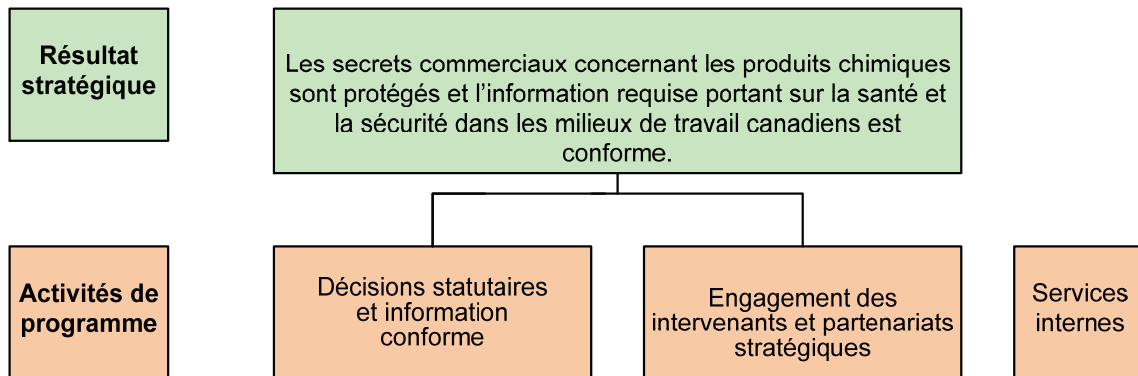 Résultat
stratégique
Les secrets commerciaux concernant les produits chimiques
sont protégés et l’information requise portant sur la santé et
la sécurité dans les milieux de travail canadiens est
conforme.
Activités de
programme
Décisions statutaires
et information
conforme
Engagement des
intervenants et partenariats
stratégiques
Services
internes